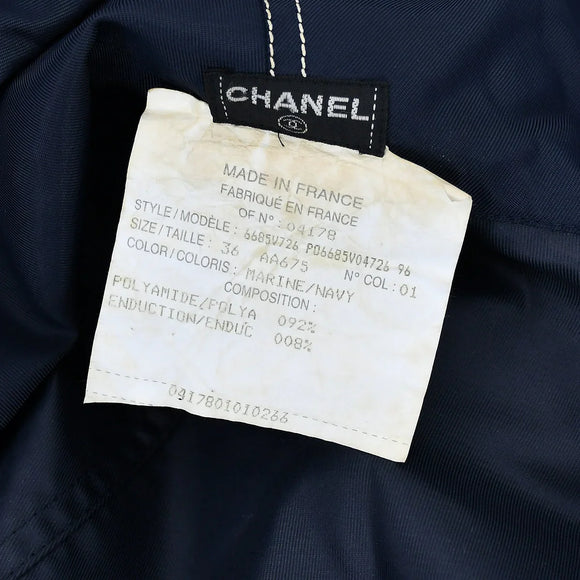 CHANEL
MADE IN FRANCE
FABRIQUÉ EN FRANCE
OF N°: 04178
STYLE/MODÈLE: 6685V726 P06685V04726 96
SIZE/TAILLE: 36 AA675 N° COL: 01
COLOR/COLORIS: MARINE/NAVY
COMPOSITION:
POLYAMIDE/POLYA 092%
ENDUCTION/ENDUC 008%
0417801010266